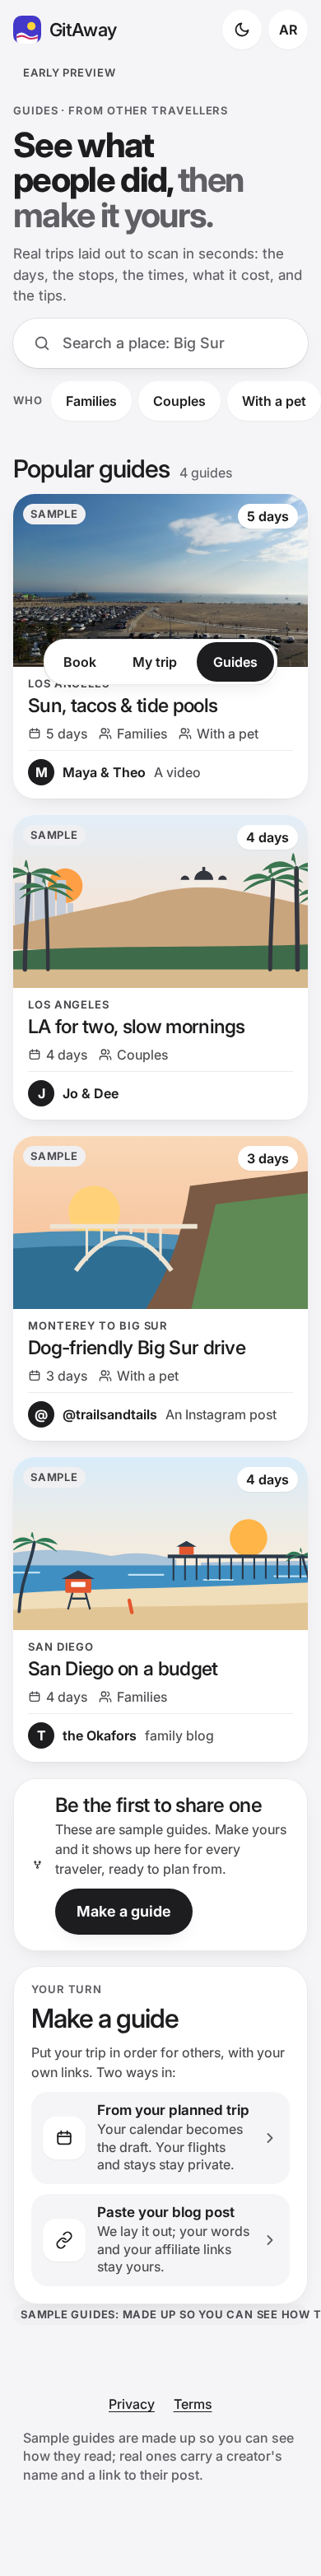 GitAway
AR
EARLY PREVIEW
GUIDES · FROM OTHER TRAVELLERS
See what
people did, then
make it yours.
Real trips laid out to scan in seconds: the
days, the stops, the times, what it cost, and
the tips.
Search a place: Big Sur
WHO Families Couples With a pet
Popular guides 4 guides
SAMPLE
5 days
Book My trip Guides
LOS ANGELES
Sun, tacos & tide pools
5 days Families With a pet
M Maya & Theo A video
SAMPLE
4 days
LOS ANGELES
LA for two, slow mornings
4 days Couples
J Jo & Dee
SAMPLE
3 days
MONTEREY TO BIG SUR
Dog-friendly Big Sur drive
3 days With a pet
@ @trailsandtails An Instagram post
SAMPLE
4 days
SAN DIEGO
San Diego on a budget
4 days Families
T the Okafors family blog
Be the first to share one
These are sample guides. Make yours
and it shows up here for every
traveler, ready to plan from.
Make a guide
YOUR TURN
Make a guide
Put your trip in order for others, with your
own links. Two ways in:
From your planned trip
Your calendar becomes
the draft. Your flights
and stays stay private.
Paste your blog post
We lay it out; your words
and your affiliate links
stay yours.
SAMPLE GUIDES: MADE UP SO YOU CAN SEE HOW T
Privacy Terms
Sample guides are made up so you can see
how they read; real ones carry a creator's
name and a link to their post.